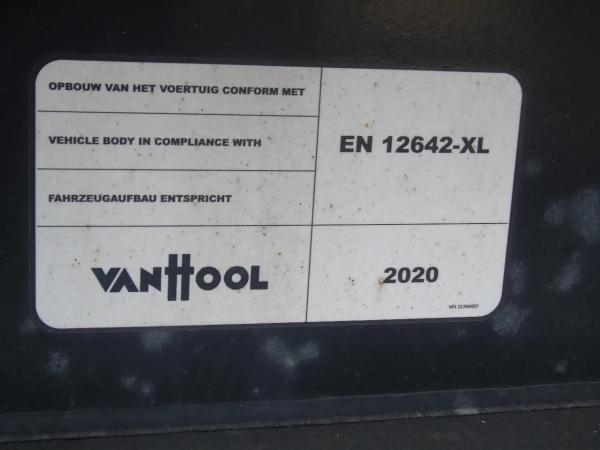 OPBOUW VAN HET VOERTUIG CONFORM MET
VEHICLE BODY IN COMPLIANCE WITH
FAHRZEUGAUFBAU ENTSPRICHT
EN 12642-XL
VANHOOL
2020